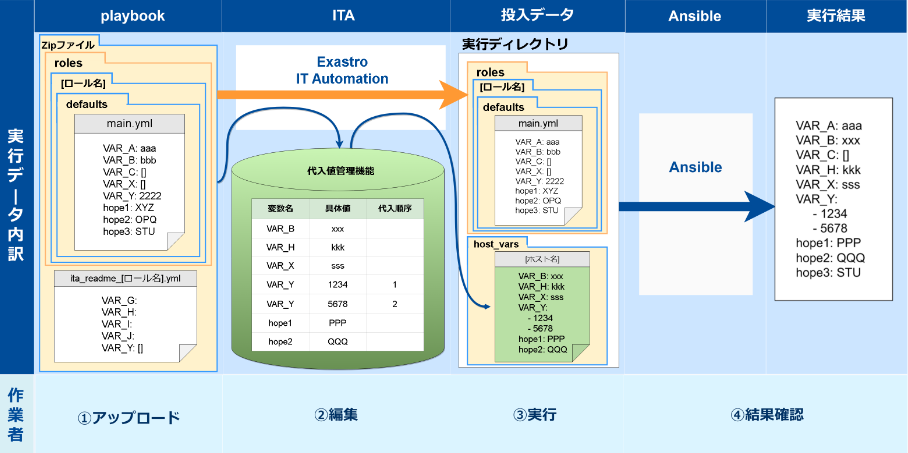 playbook
ITA
投入データ
Ansible
実行結果
実行データ内訳
Zipファイル
roles
[ロール名]
defaults
main.yml
VAR_A: aaa
VAR_B: bbb
VAR_C: []
VAR_X: []
VAR_Y: 2222
hope1: XYZ
hope2: OPQ
hope3: STU
ita_readme_[ロール名].yml
VAR_G:
VAR_H:
VAR_I:
VAR_J:
VAR_Y: []
Exastro
IT Automation
代入値管理機能
変数名 具体値 代入順序
VAR_B xxx
VAR_H kkk
VAR_X sss
VAR_Y 1234 1
VAR_Y 5678 2
hope1 PPP
hope2 QQQ
実行ディレクトリ
roles
[ロール名]
defaults
main.yml
VAR_A: aaa
VAR_B: bbb
VAR_C: []
VAR_X: []
VAR_Y: 2222
hope1: XYZ
hope2: OPQ
hope3: STU
host_vars
[ホスト名]
VAR_B: xxx
VAR_H: kkk
VAR_X: sss
VAR_Y:
- 1234
- 5678
hope1: PPP
hope2: QQQ
Ansible
VAR_A: aaa
VAR_B: xxx
VAR_C: []
VAR_H: kkk
VAR_X: sss
VAR_Y:
- 1234
- 5678
hope1: PPP
hope2: QQQ
hope3: STU
作業者
①アップロード
②編集
③実行
④結果確認